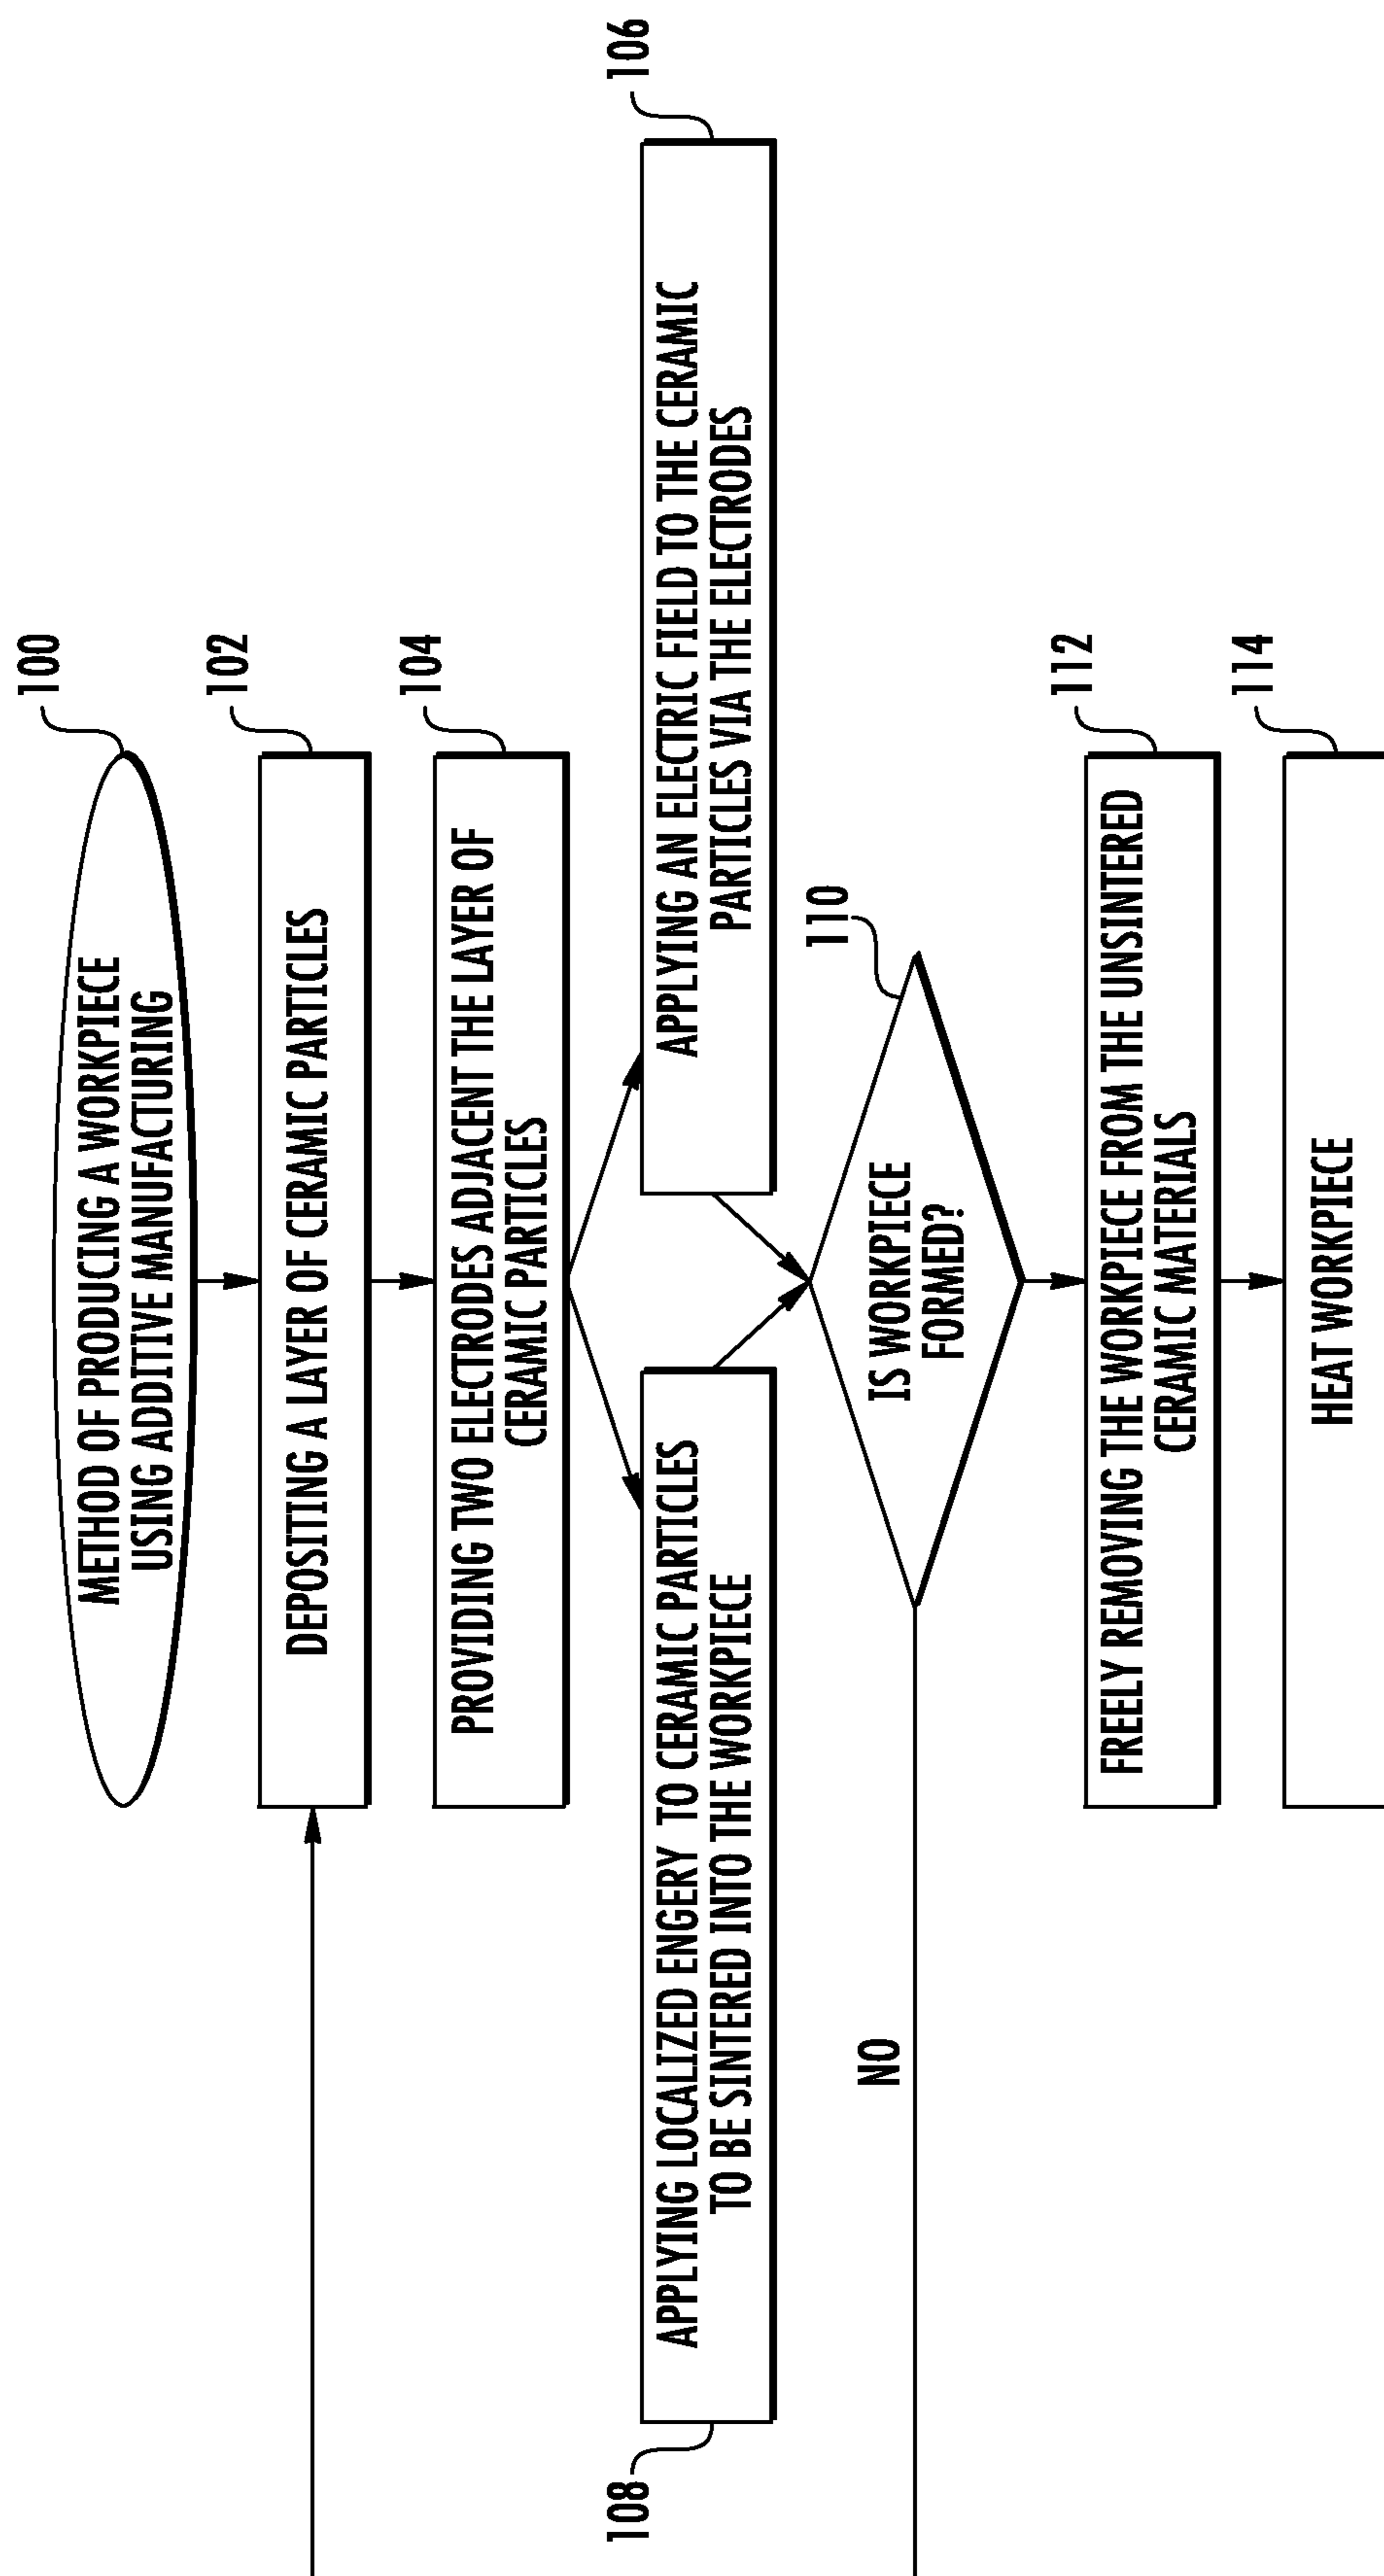 100
METHOD OF PRODUCING A WORKPIECE
USING ADDITIVE MANUFACTURING
102
DEPOSITING A LAYER OF CERAMIC PARTICLES
104
PROVIDING TWO ELECTRODES ADJACENT THE LAYER OF
CERAMIC PARTICLES
108
APPLYING LOCALIZED ENGERY TO CERAMIC PARTICLES
TO BE SINTERED INTO THE WORKPIECE
106
APPLYING AN ELECTRIC FIELD TO THE CERAMIC
PARTICLES VIA THE ELECTRODES
110
IS WORKPIECE
FORMED?
NO
112
FREELY REMOVING THE WORKPIECE FROM THE UNSINTERED
CERAMIC MATERIALS
114
HEAT WORKPIECE